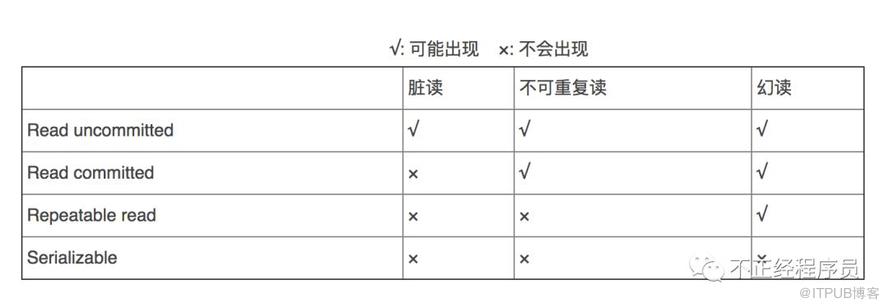 √: 可能出现 ×: 不会出现
脏读 不可重复读 幻读
Read uncommitted √ √ √
Read committed × √ √
Repeatable read × × √
Serializable × × ×
不正经程序员
@ITPUB博客